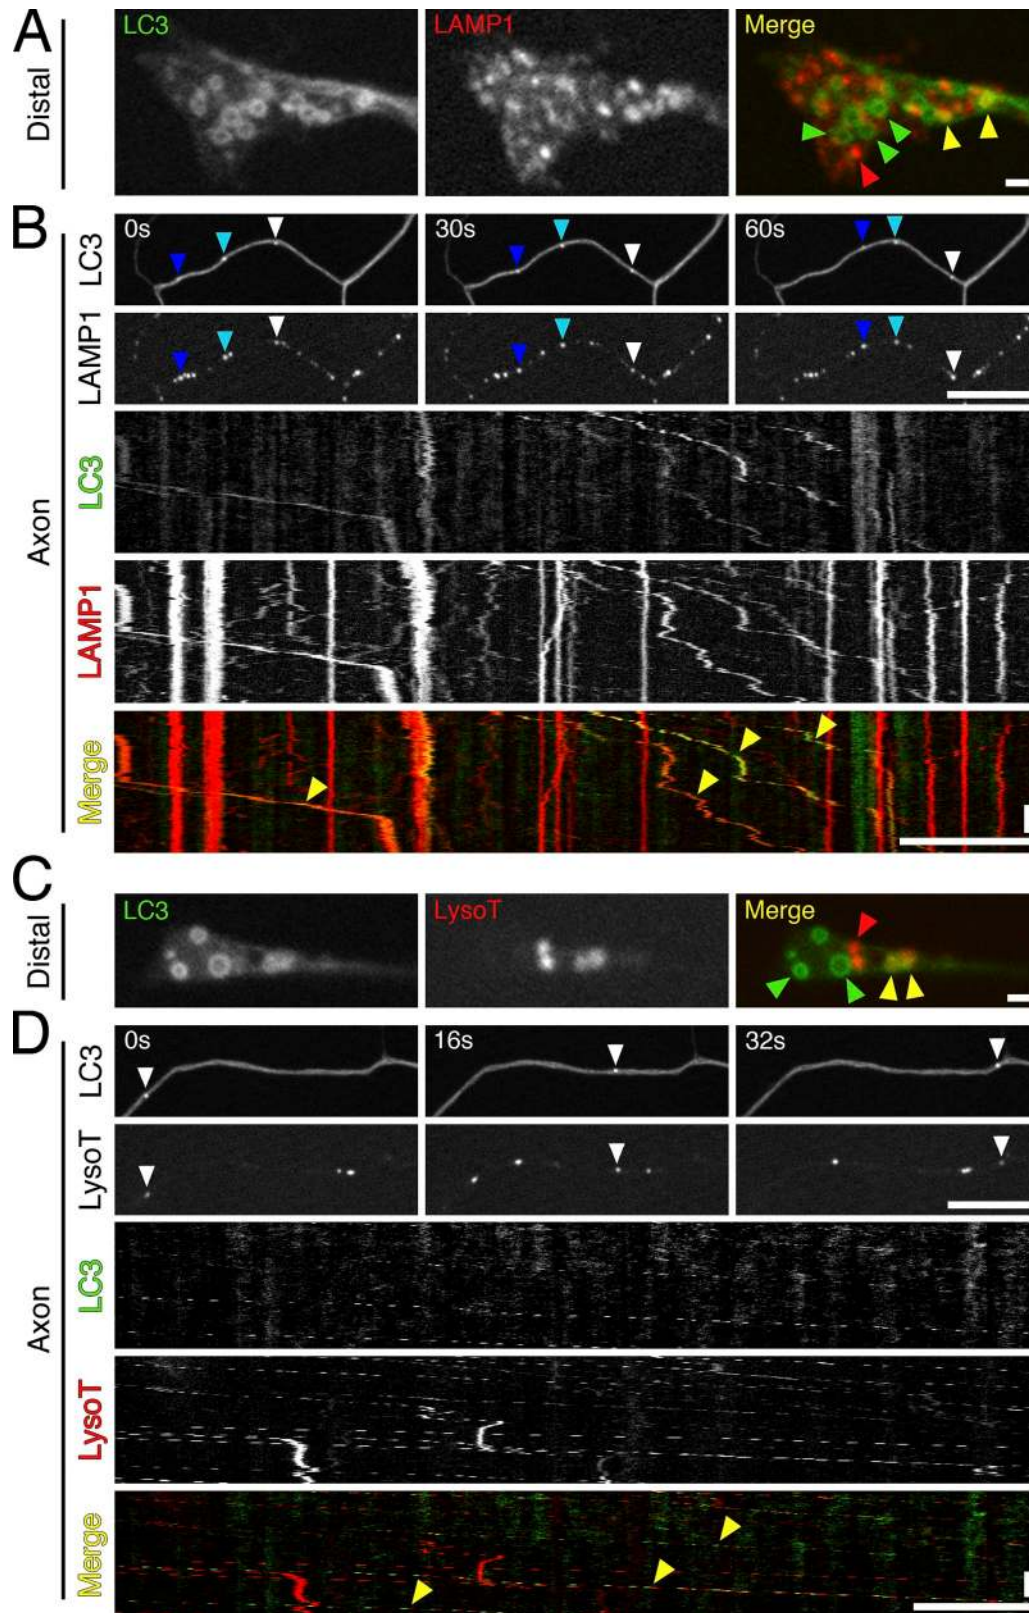 A
Distal
LC3
LAMP1
Merge
B
Axon
LC3
0s
30s
60s
LAMP1
LC3
LAMP1
Merge
C
Distal
LC3
LysoT
Merge
D
Axon
LC3
0s
16s
32s
LysoT
LC3
LysoT
Merge